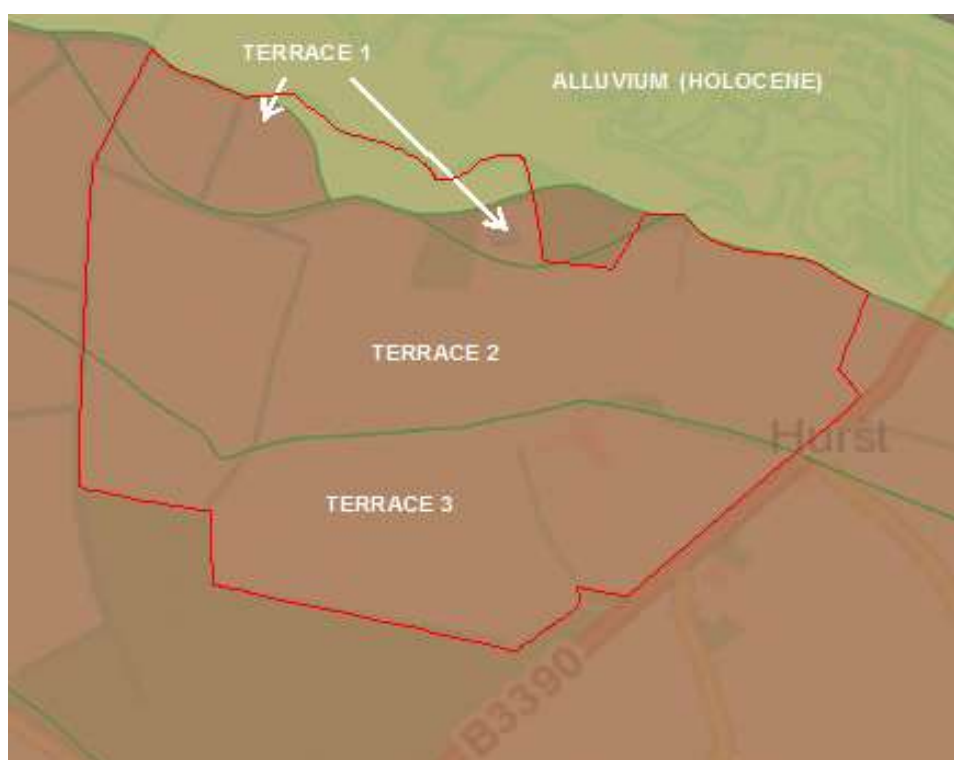 TERRACE 1
ALLUVIUM (HOLOCENE)
TERRACE 2
Hurst
TERRACE 3
B3390